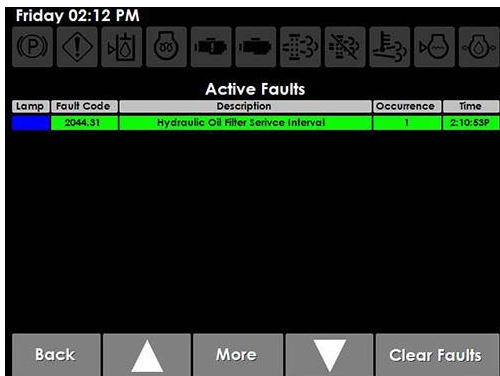 Friday 02:12 PM
Active Faults
Lamp Fault Code Description Occurrence Time
2044.31 Hydraulic Oil Filter Serivce Interval 1 2:10:53P
Back More Clear Faults